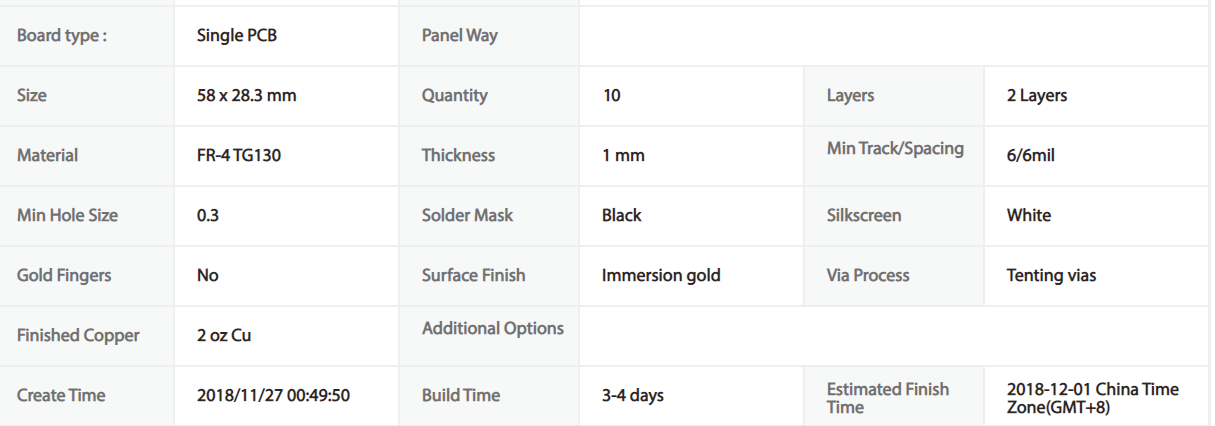 Board type : Single PCB Panel Way
Size 58 x 28.3 mm Quantity 10 Layers 2 Layers
Material FR-4 TG130 Thickness 1 mm Min Track/Spacing 6/6mil
Min Hole Size 0.3 Solder Mask Black Silkscreen White
Gold Fingers No Surface Finish Immersion gold Via Process Tenting vias
Finished Copper 2 oz Cu Additional Options
Create Time 2018/11/27 00:49:50 Build Time 3-4 days Estimated Finish Time 2018-12-01 China Time Zone(GMT+8)